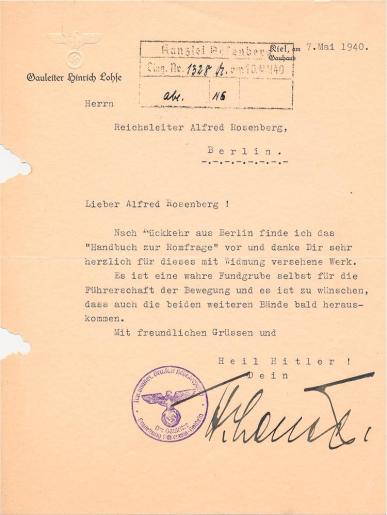 Gauleiter Hinrich Lohse
Kanzlei Rosenberg
Eing. Nr. 1328
Kiel, am 7. Mai 1940.
Gauhaus
Herrn
Reichsleiter Alfred Rosenberg,
Berlin.
Lieber Alfred Rosenberg !
Nach Rückkehr aus Berlin finde ich das
"Handbuch zur Romfrage" vor und danke Dir sehr
herzlich für dieses mit Widmung versehene Werk.
Es ist eine wahre Fundgrube selbst für die
Führerschaft der Bewegung und es ist zu wünschen,
dass auch die beiden weiteren Bände bald heraus-
kommen.
Mit freundlichen Grüssen und
Heil Hitler !
Dein